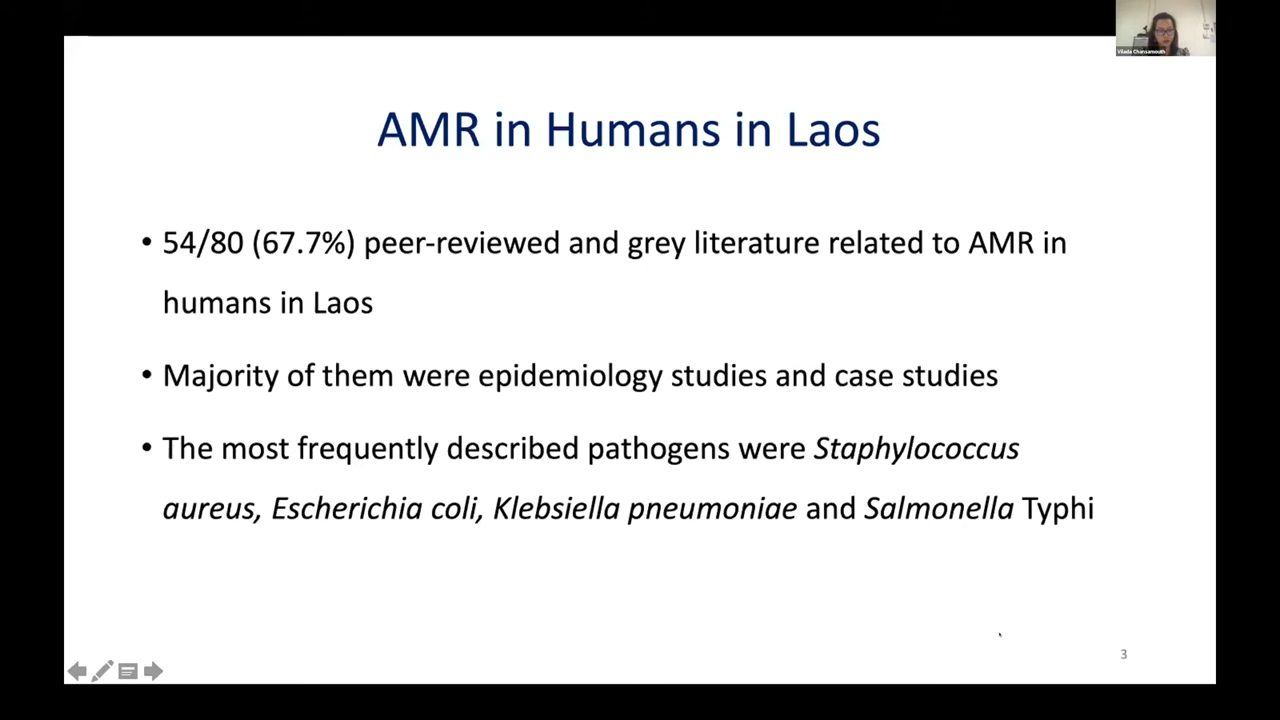 Vilada Chansamouth
AMR in Humans in Laos
• 54/80 (67.7%) peer-reviewed and grey literature related to AMR in
humans in Laos
• Majority of them were epidemiology studies and case studies
• The most frequently described pathogens were Staphylococcus
aureus, Escherichia coli, Klebsiella pneumoniae and Salmonella Typhi
3